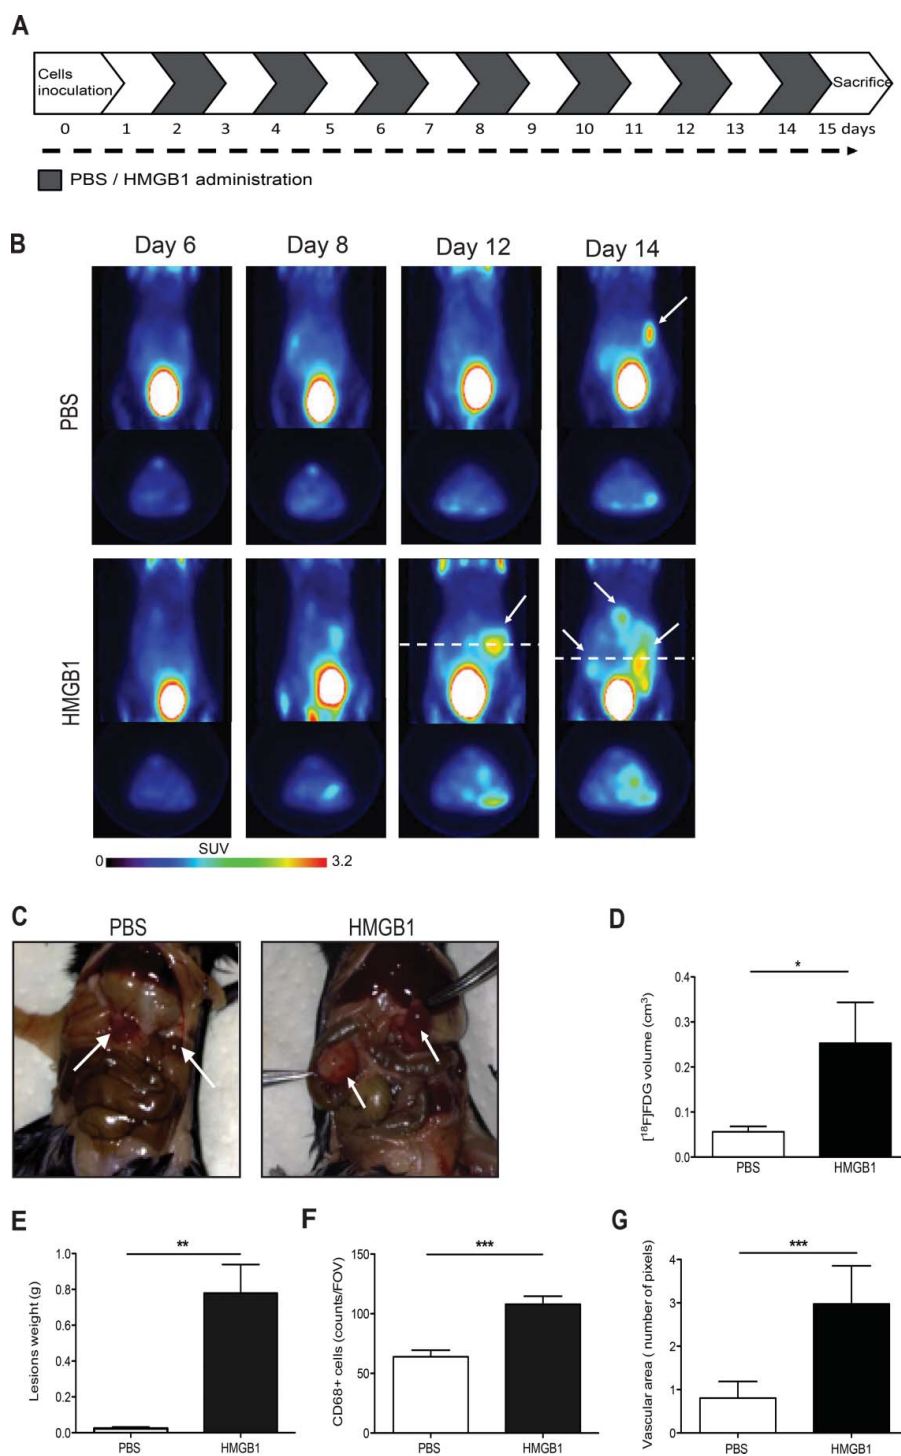 A
Cells
inoculation
Sacrifice
0 1 2 3 4 5 6 7 8 9 10 11 12 13 14 15 days
PBS / HMGB1 administration
B
Day 6 Day 8 Day 12 Day 14
PBS
HMGB1
SUV
0 3.2
C
PBS HMGB1
D
*
[¹⁸F]FDG volume (cm³)
0.4
0.3
0.2
0.1
0.0
PBS HMGB1
E
**
Lesions weight (g)
1.0
0.8
0.6
0.4
0.2
0.0
PBS HMGB1
F
***
CD68+ cells (counts/FOV)
150
100
50
0
PBS HMGB1
G
***
Vascular area ( number of pixels)
4
3
2
1
0
PBS HMGB1